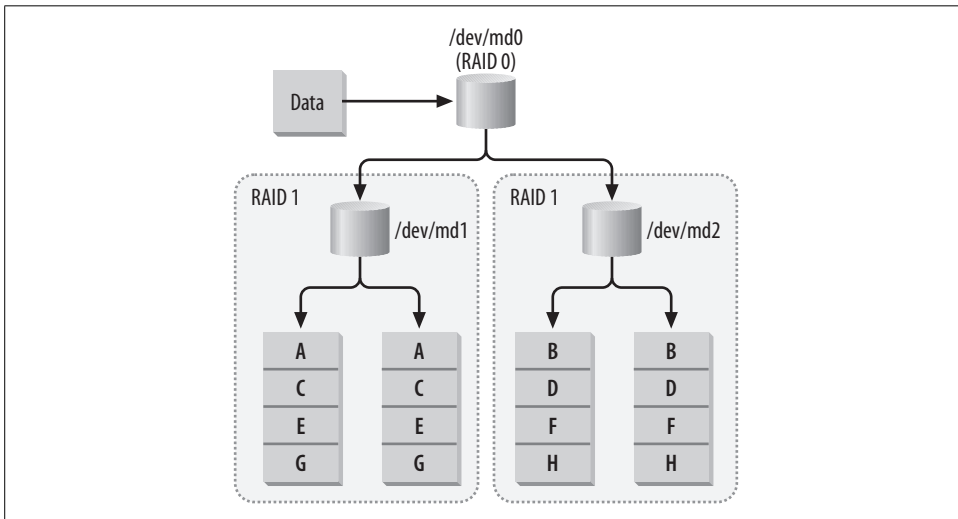 /dev/md0
(RAID 0)
Data
RAID 1
/dev/md1
A
C
E
G
A
C
E
G
RAID 1
/dev/md2
B
D
F
H
B
D
F
H